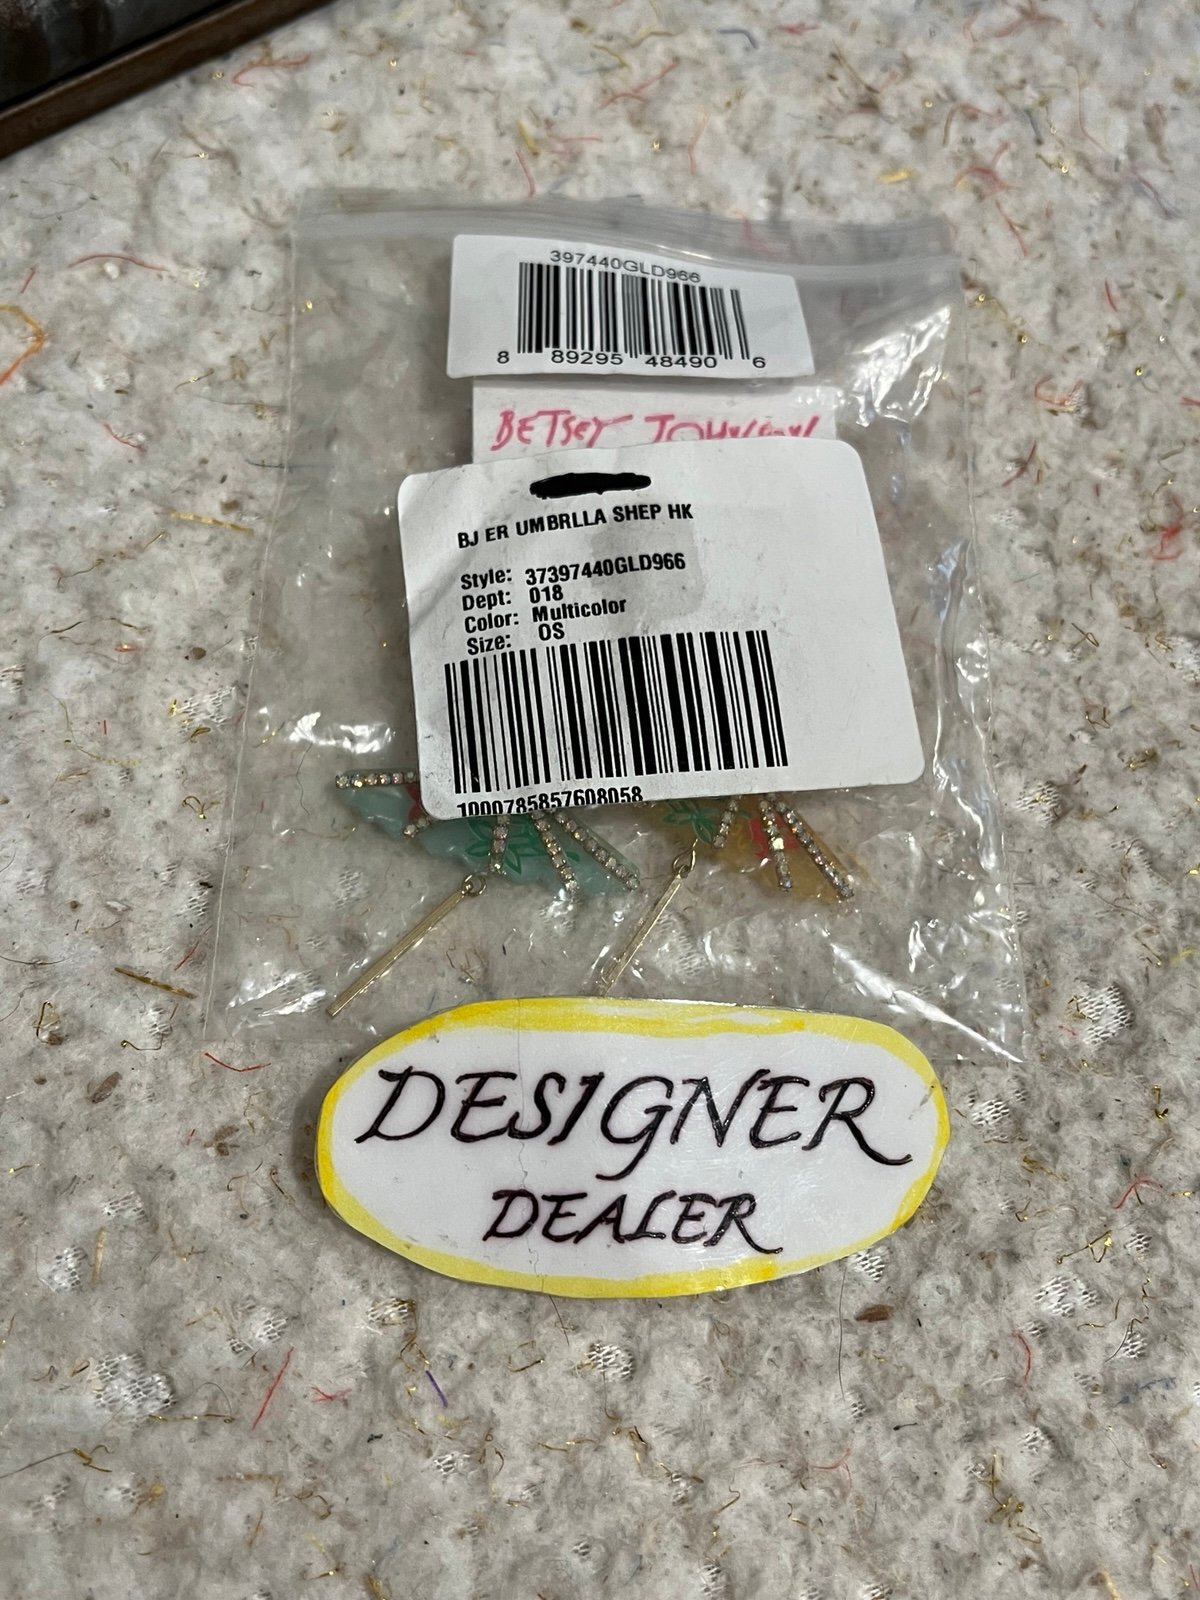 397440GLD966
8 89295 48490 6
BETSEY JOHNSON
BJ ER UMBRLLA SHEP HK
Style: 37397440GLD966
Dept: 018
Color: Multicolor
Size: OS
1000785857608058
DESIGNER
DEALER